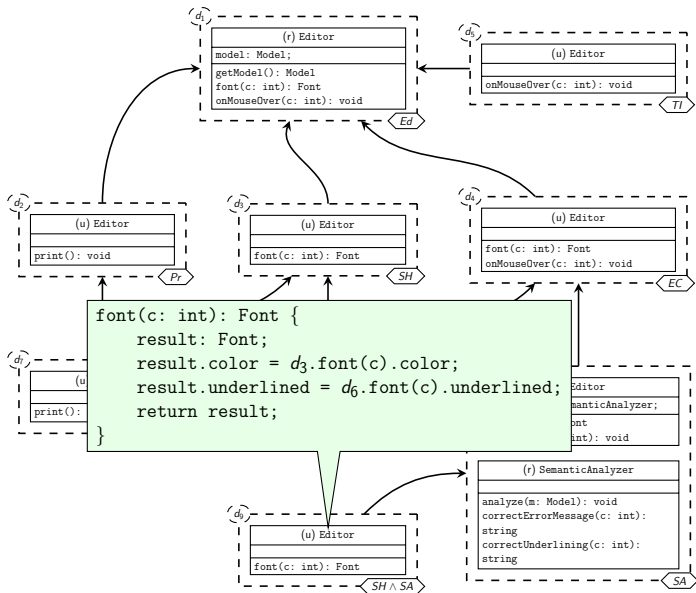 d₁
(r) Editor
model: Model;
getModel(): Model
font(c: int): Font
onMouseOver(c: int): void
Ed
d₅
(u) Editor
onMouseOver(c: int): void
TI
d₂
(u) Editor
print(): void
Pr
d₃
(u) Editor
font(c: int): Font
SH
d₄
(u) Editor
font(c: int): Font
onMouseOver(c: int): void
EC
font(c: int): Font {
result: Font;
result.color = d₃.font(c).color;
result.underlined = d₆.font(c).underlined;
return result;
}
d₇
(u
print():
Editor
manticAnalyzer;
ont
int): void
(r) SemanticAnalyzer
analyze(m: Model): void
correctErrorMessage(c: int):
string
correctUnderlining(c: int):
string
SA
d₉
(u) Editor
font(c: int): Font
SH ∧ SA